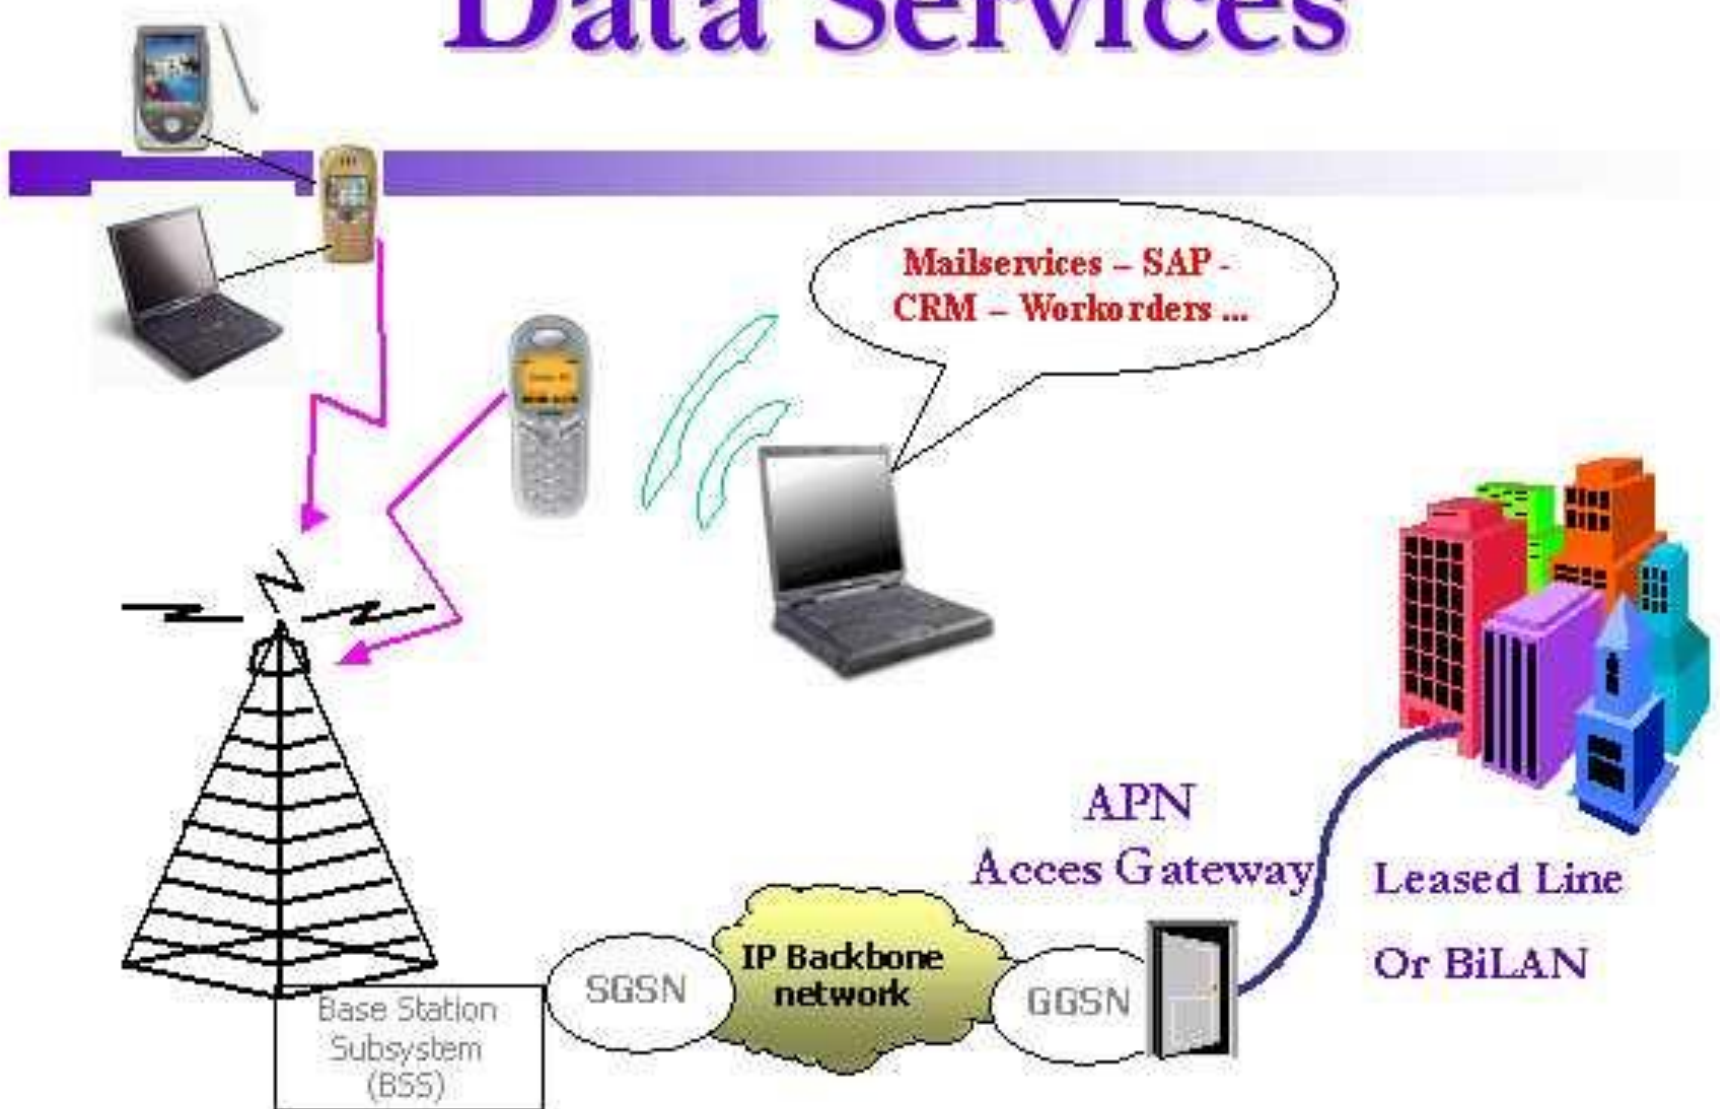 Data Services
Mailservices – SAP -
CRM – Workorders ...
APN
Acces Gateway
Leased Line
Or BiLAN
IP Backbone
network
SGSN
GGSN
Base Station
Subsystem
(BSS)